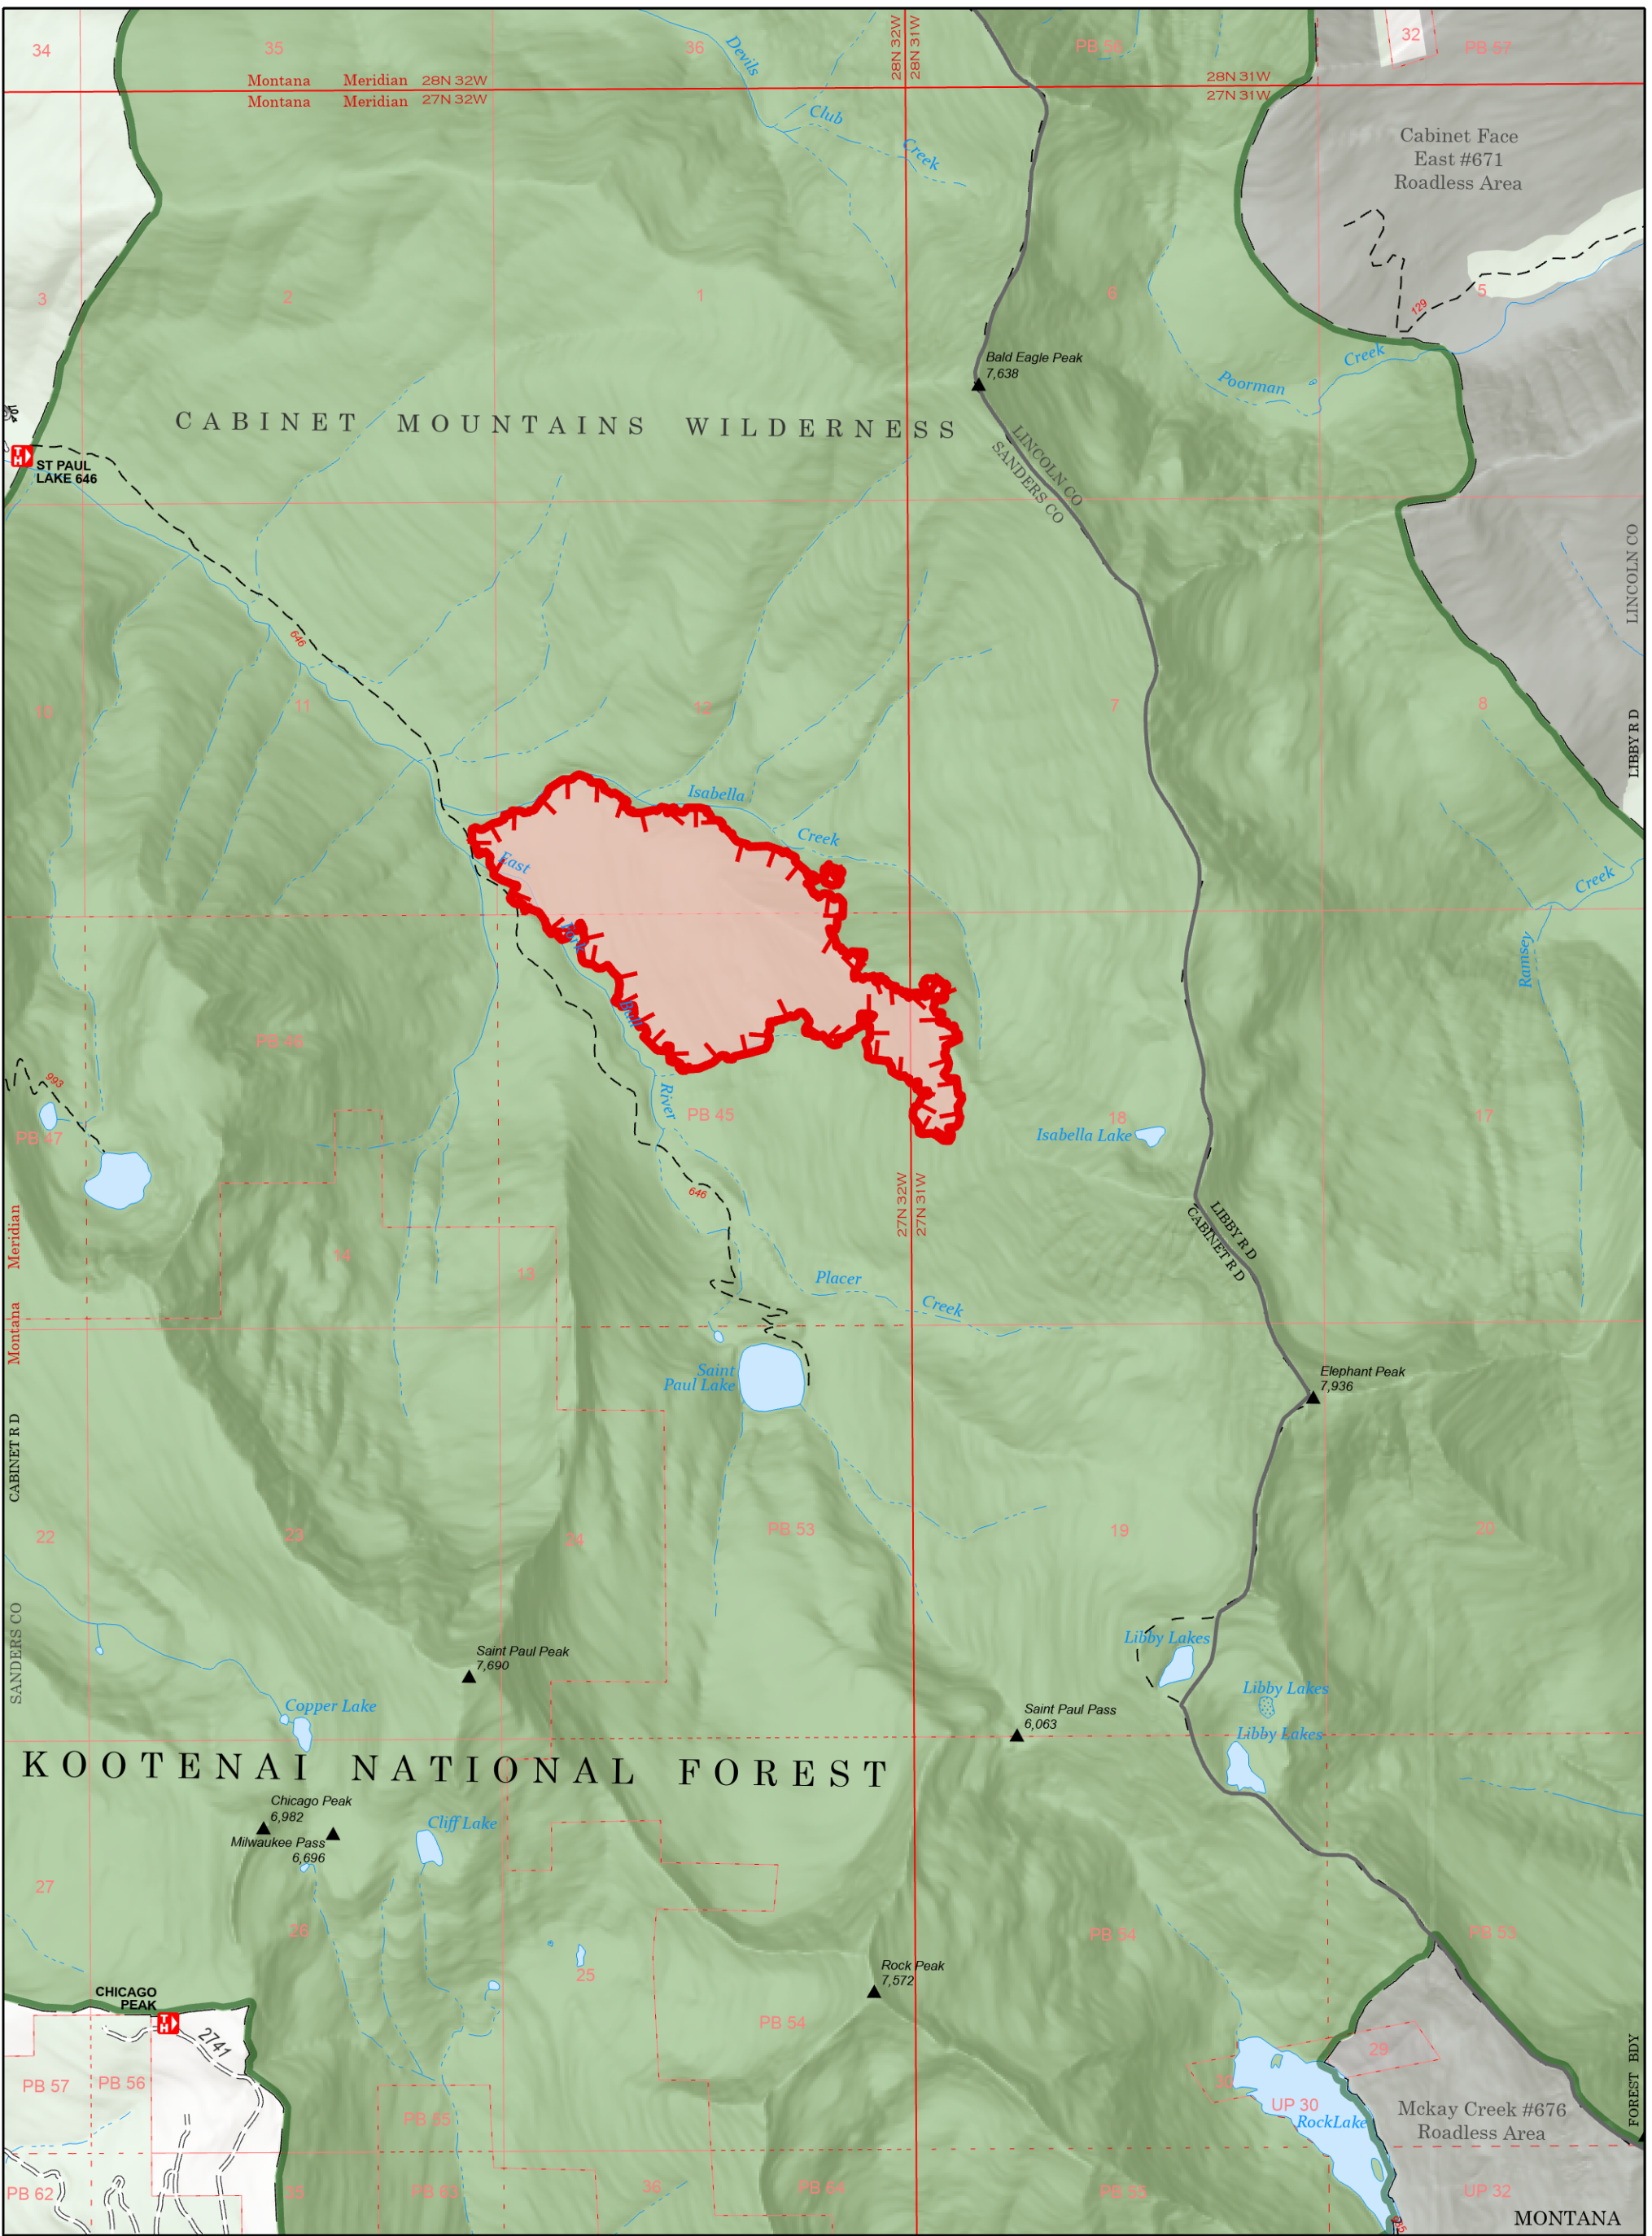 34
35
36
28N 32W
28N 31W
PB 56
32
PB 57
Devils
Club
Creek
Montana Meridian 28N 32W
Montana Meridian 27N 32W
28N 31W
27N 31W
Cabinet Face
East #671
Roadless Area
3
2
1
6
5
129
Poorman
Creek
Bald Eagle Peak
7,638
CABINET MOUNTAINS WILDERNESS
LINCOLN CO
SANDERS CO
ST PAUL
LAKE 646
TH
646
LINCOLN CO
LIBBY R D
10
11
12
7
8
Isabella
Creek
East
Fork
Bull
River
Creek
Ramsey
PB 46
993
PB 47
PB 45
18
17
Isabella Lake
646
27N 32W
27N 31W
LIBBY R D
CABINET R D
Montana Meridian
14
13
Placer
Creek
Saint
Paul Lake
Elephant Peak
7,936
CABINET R D
SANDERS CO
22
23
24
PB 53
19
20
Saint Paul Peak
7,690
Libby Lakes
Libby Lakes
Libby Lakes
Copper Lake
Saint Paul Pass
6,063
KOOTENAI NATIONAL FOREST
Chicago Peak
6,982
Milwaukee Pass
6,696
Cliff Lake
27
26
25
PB 54
PB 53
Rock Peak
7,572
CHICAGO
PEAK
TH
2741
PB 54
29
30
UP 30
RockLake
Mckay Creek #676
Roadless Area
FOREST BDY
PB 57
PB 56
PB 55
PB 62
35
PB 63
36
PB 64
PB 55
UP 32
MONTANA